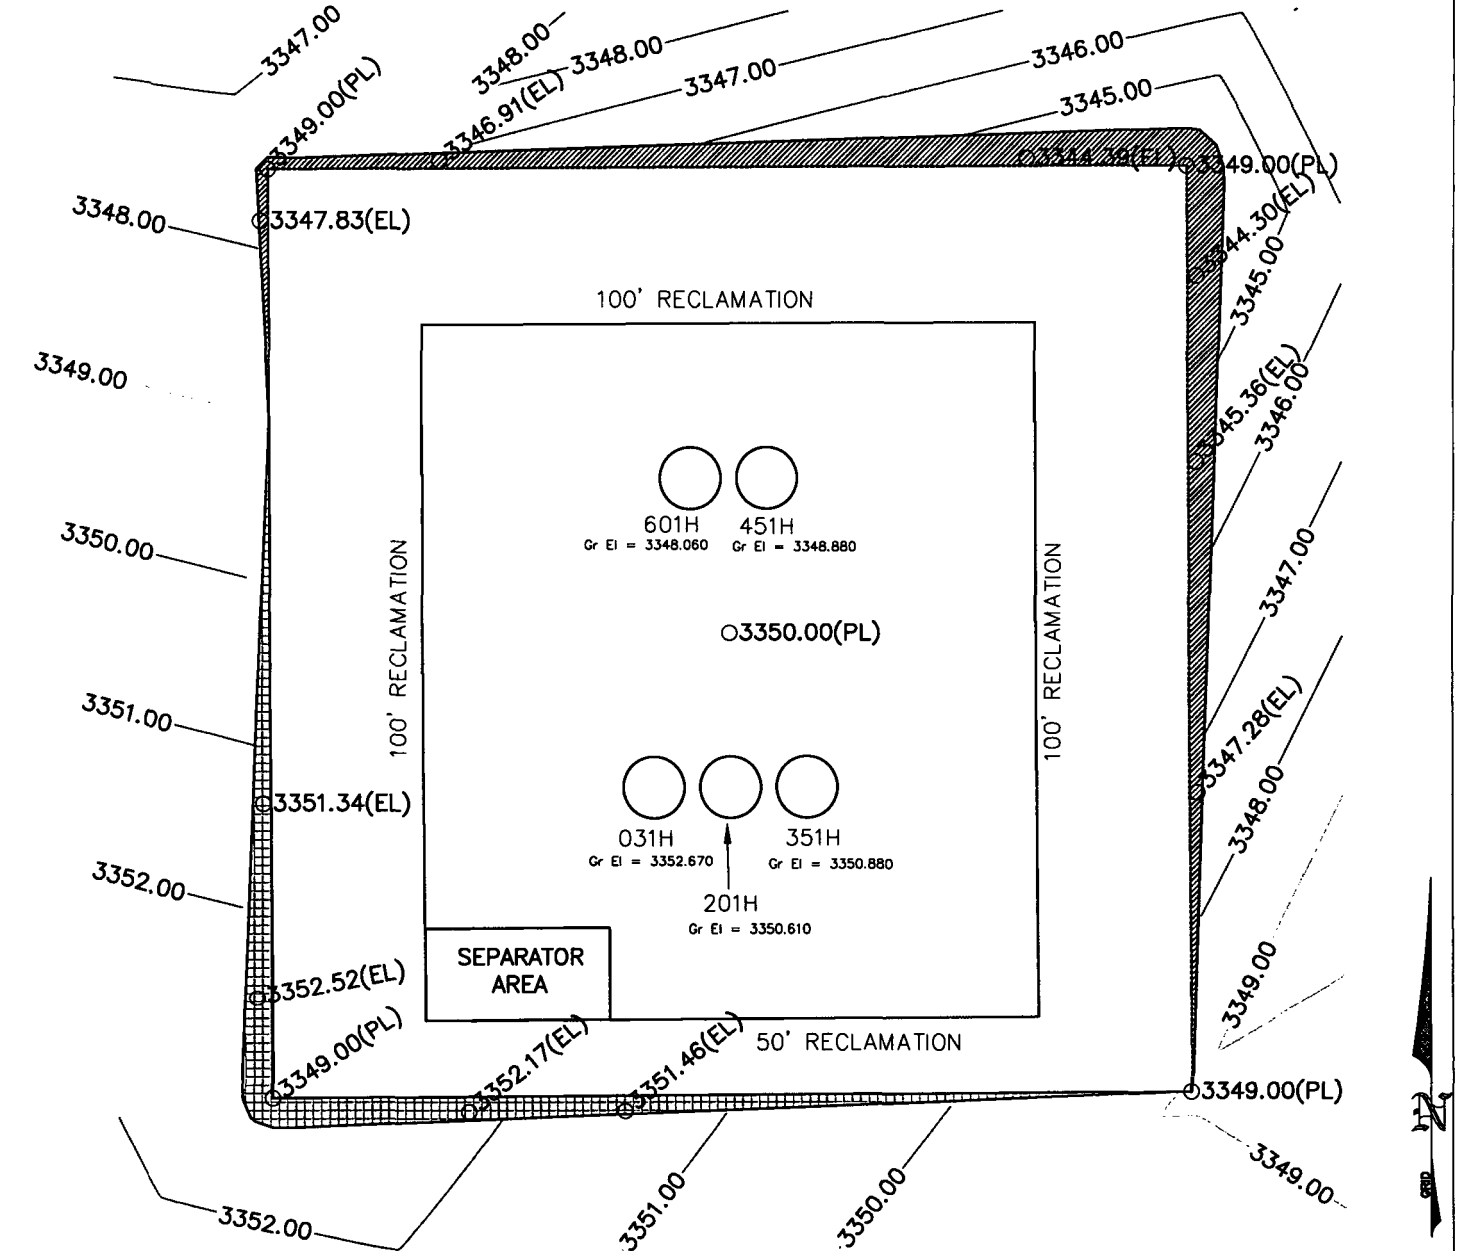 3347.00
3348.00
3348.00
3347.00
3346.00
3345.00
3349.00(PL)
3346.91(EL)
3344.39(EL)
3349.00(PL)
3348.00
3347.83(EL)
3344.30(EL)
3345.00
100' RECLAMATION
3349.00
3345.36(EL)
3346.00
601H
Gr El = 3348.060
451H
Gr El = 3348.880
3350.00
100' RECLAMATION
3350.00(PL)
100' RECLAMATION
3347.00
3351.00
3347.28(EL)
3351.34(EL)
3348.00
031H
Gr El = 3352.670
351H
Gr El = 3350.880
3352.00
201H
Gr El = 3350.610
SEPARATOR
AREA
3352.52(EL)
3349.00
3349.00(PL)
3352.17(EL)
3351.46(EL)
50' RECLAMATION
3349.00(PL)
3349.00
3352.00
3351.00
3350.00
N
GRID